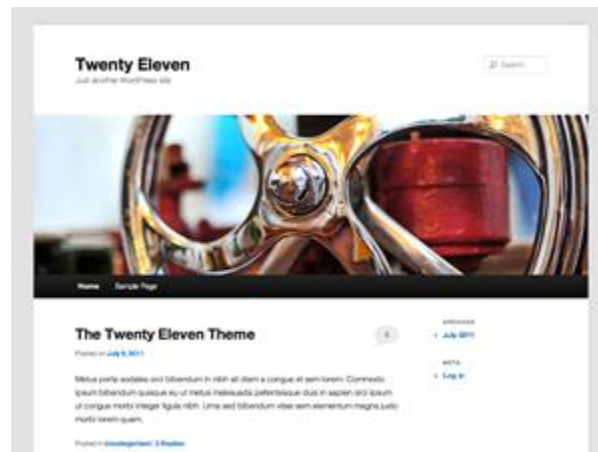 Twenty Eleven
Just another WordPress site
Search
Home Sample Page
The Twenty Eleven Theme
Posted on July 6, 2011
Metus porta sodales orci bibendum in nibh sit diam a congue et sem lorem. Commodo
ipsum bibendum quisque eu ut metus malesuada pellentesque duis in sapien orci ipsum
ut congue morbi integer ligula nibh. Urna sed bibendum vitae sem elementum magna justo
morbi lorem quam.
Posted in Uncategorized 3 Replies
ARCHIVES
July 2011
META
Log in